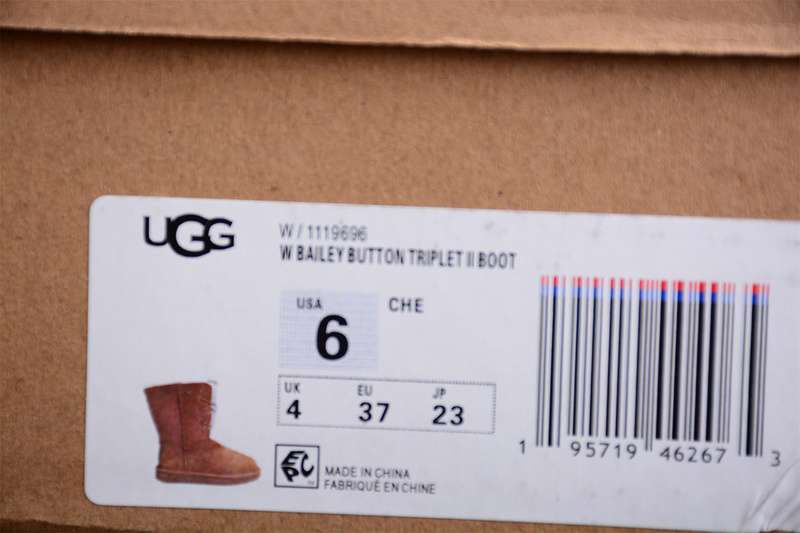 UGG
W / 1119696
W BAILEY BUTTON TRIPLET II BOOT
USA CHE
6
UK EU JP
4 37 23
EPC
MADE IN CHINA
FABRIQUÉ EN CHINE
1 95719 46267 3